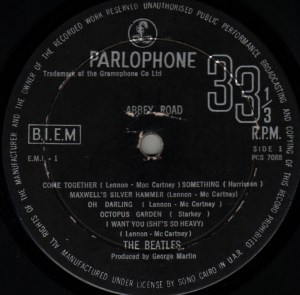 ALL RIGHTS OF THE MANUFACTURER AND THE OWNER OF THE RECORDED WORK RESERVED UNAUTHORISED PUBLIC PERFORMANCE BROADCASTING AND COPYING OF THIS RECORD
MANUFACTURED UNDER LICENSE BY SONO CAIRO IN U.A.R.
PARLOPHONE
Trademark of the Gramophone Co Ltd
33 1/3
R.P.M.
ABBEY ROAD
B.I.E.M
E.M.I. - 1
SIDE 1
PCS 7088
COME TOGETHER ( Lennon - Mac Cartney ) SOMETHING ( Harrisen )
MAXWELL'S SILVER HAMMER (Lennon - Mc Cartney)
OH DARLING ( Lennon - Mc Cartney)
OCTOPUS GARDEN ( Starkey )
I WANT YOU (SHI'S SO HEAVY)
( Lennon - Mc Cartney )
THE BEATLES
Produced by George Martin